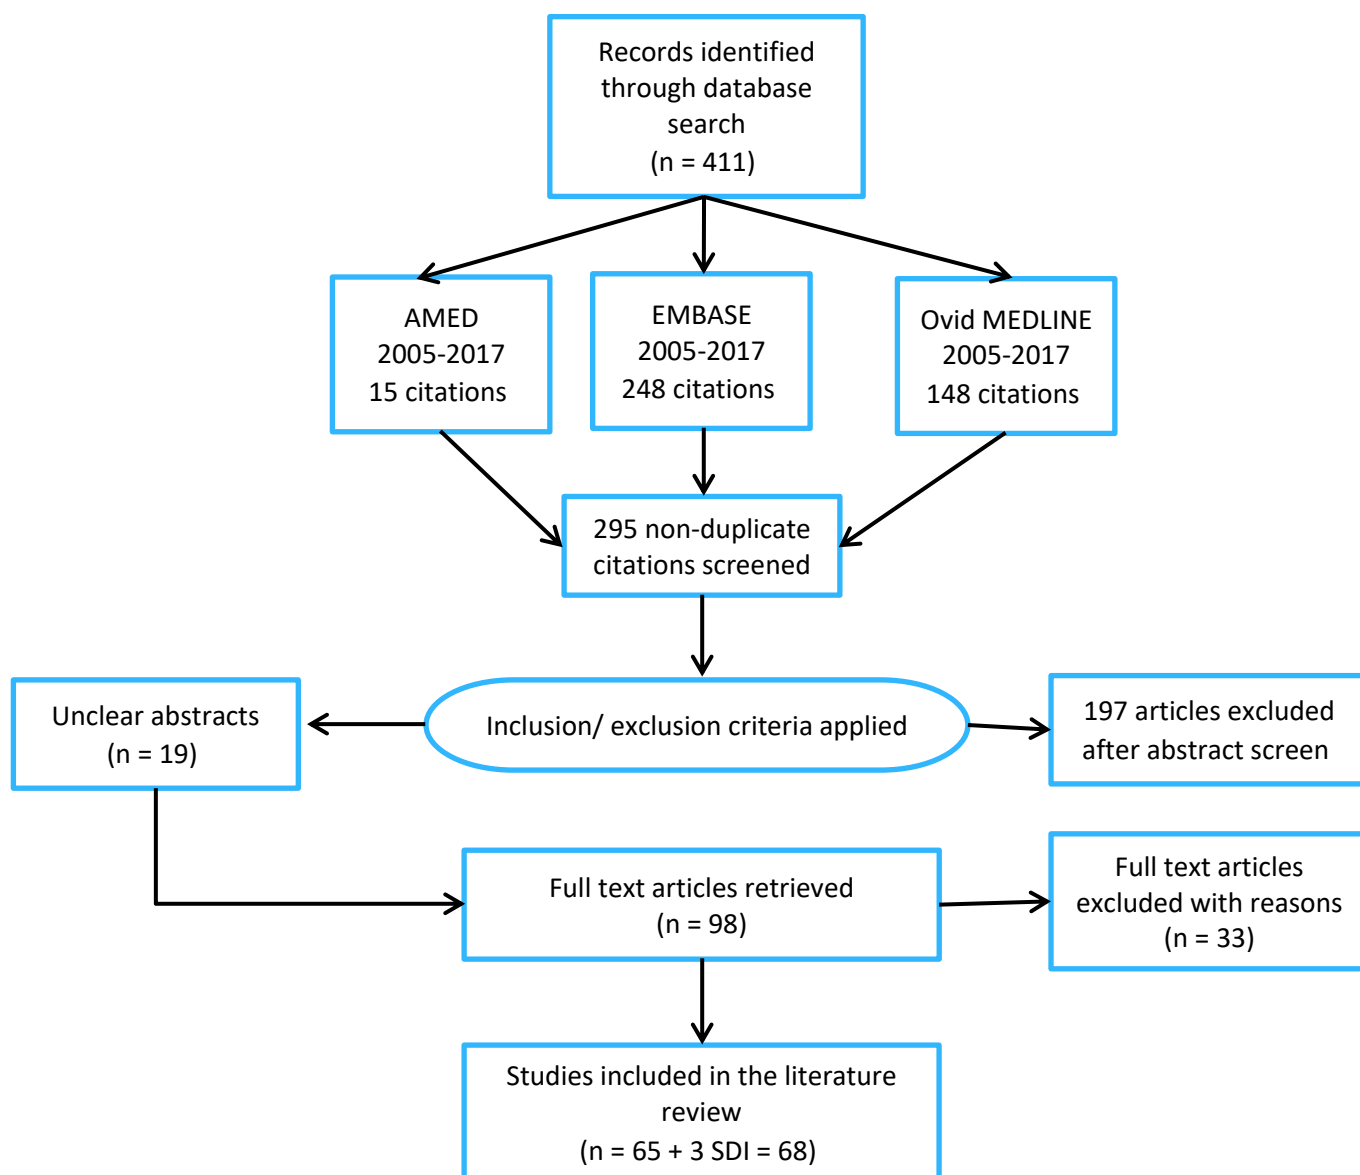 Records identified
through database
search
(n = 411)
AMED
2005-2017
15 citations
EMBASE
2005-2017
248 citations
Ovid MEDLINE
2005-2017
148 citations
295 non-duplicate
citations screened
Unclear abstracts
(n = 19)
Inclusion/ exclusion criteria applied
197 articles excluded
after abstract screen
Full text articles retrieved
(n = 98)
Full text articles
excluded with reasons
(n = 33)
Studies included in the literature
review
(n = 65 + 3 SDI = 68)